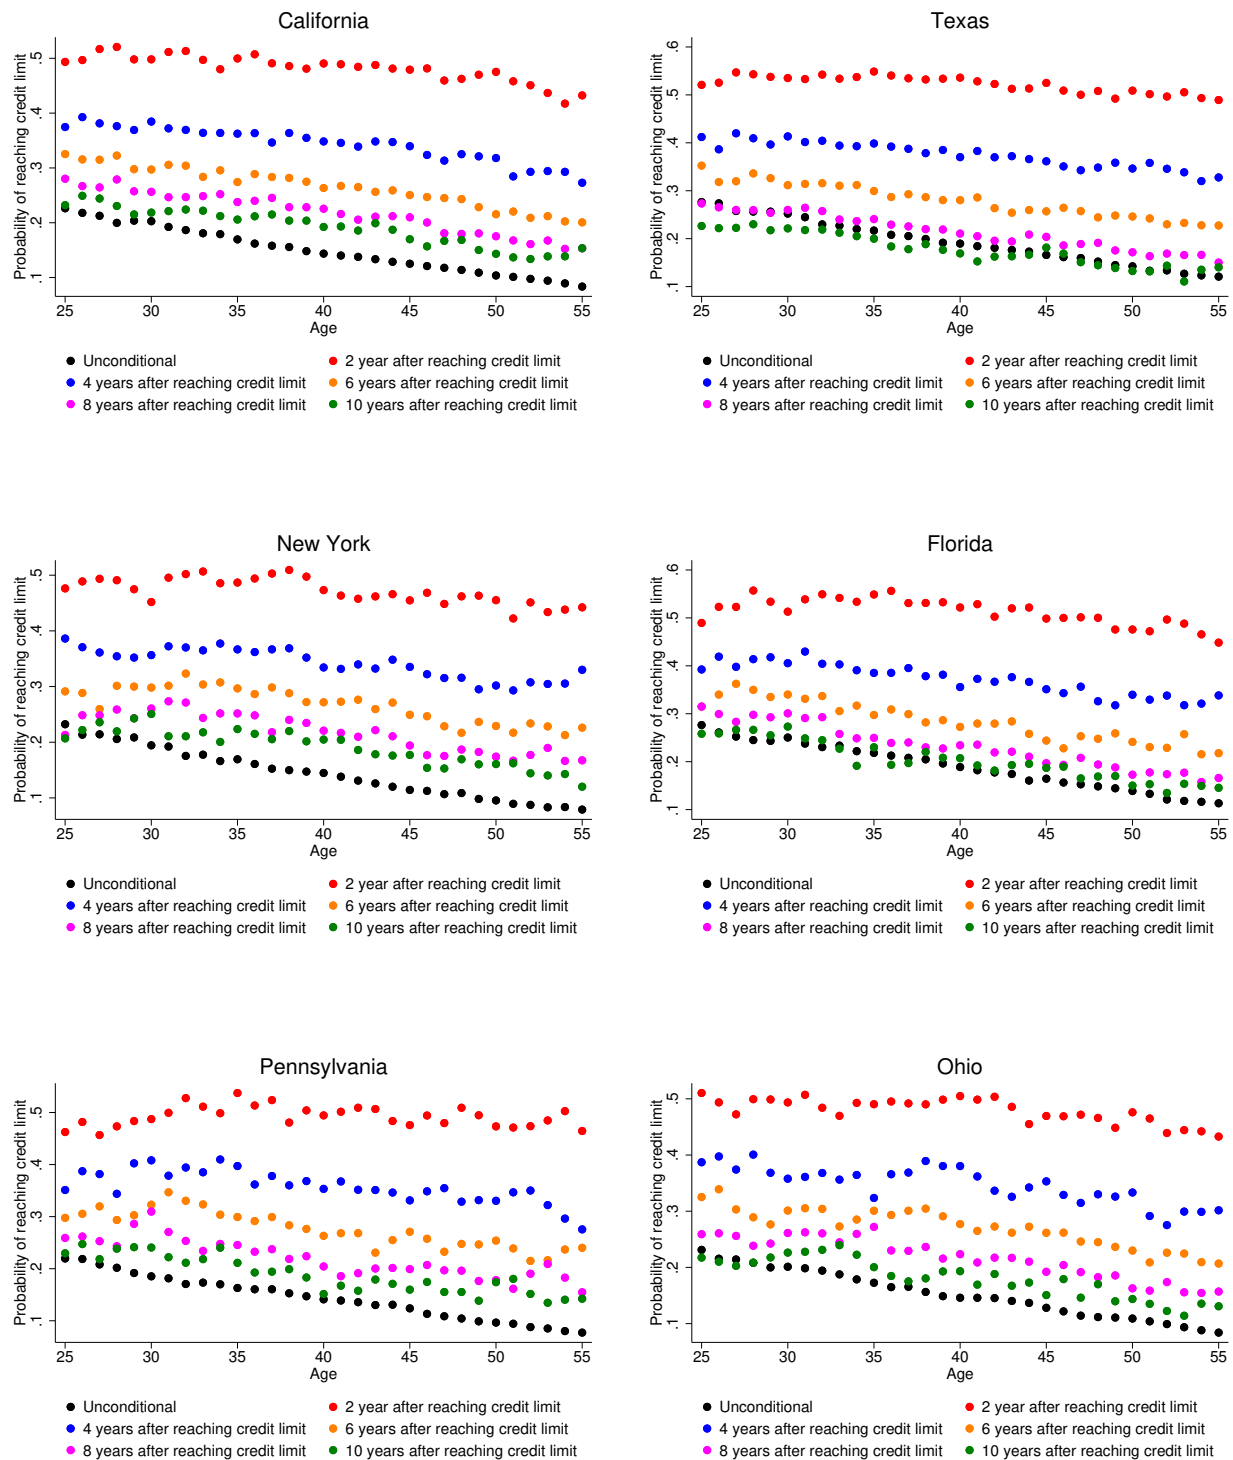 California
Probability of reaching credit limit
.5
.4
.3
.2
.1
25 30 35 40 45 50 55
Age
Unconditional
2 year after reaching credit limit
4 years after reaching credit limit
6 years after reaching credit limit
8 years after reaching credit limit
10 years after reaching credit limit
Texas
Probability of reaching credit limit
.6
.5
.4
.3
.2
.1
25 30 35 40 45 50 55
Age
Unconditional
2 year after reaching credit limit
4 years after reaching credit limit
6 years after reaching credit limit
8 years after reaching credit limit
10 years after reaching credit limit
New York
Probability of reaching credit limit
.5
.4
.3
.2
.1
25 30 35 40 45 50 55
Age
Unconditional
2 year after reaching credit limit
4 years after reaching credit limit
6 years after reaching credit limit
8 years after reaching credit limit
10 years after reaching credit limit
Florida
Probability of reaching credit limit
.6
.5
.4
.3
.2
.1
25 30 35 40 45 50 55
Age
Unconditional
2 year after reaching credit limit
4 years after reaching credit limit
6 years after reaching credit limit
8 years after reaching credit limit
10 years after reaching credit limit
Pennsylvania
Probability of reaching credit limit
.5
.4
.3
.2
.1
25 30 35 40 45 50 55
Age
Unconditional
2 year after reaching credit limit
4 years after reaching credit limit
6 years after reaching credit limit
8 years after reaching credit limit
10 years after reaching credit limit
Ohio
Probability of reaching credit limit
.5
.4
.3
.2
.1
25 30 35 40 45 50 55
Age
Unconditional
2 year after reaching credit limit
4 years after reaching credit limit
6 years after reaching credit limit
8 years after reaching credit limit
10 years after reaching credit limit